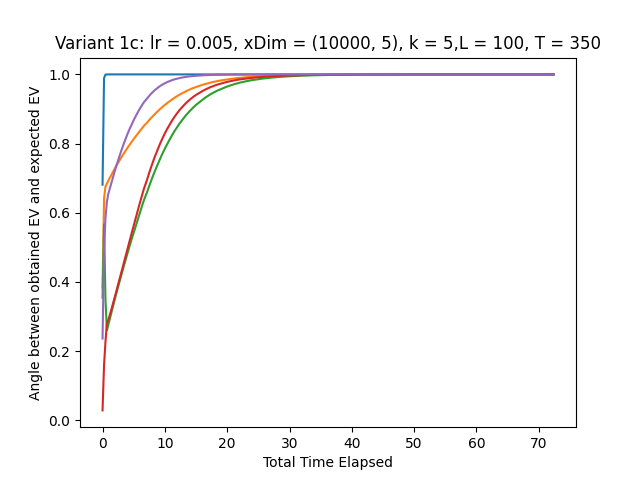 Variant 1c: lr = 0.005, xDim = (10000, 5), k = 5,L = 100, T = 350
Angle between obtained EV and expected EV
1.0
0.8
0.6
0.4
0.2
0.0
0 10 20 30 40 50 60 70
Total Time Elapsed